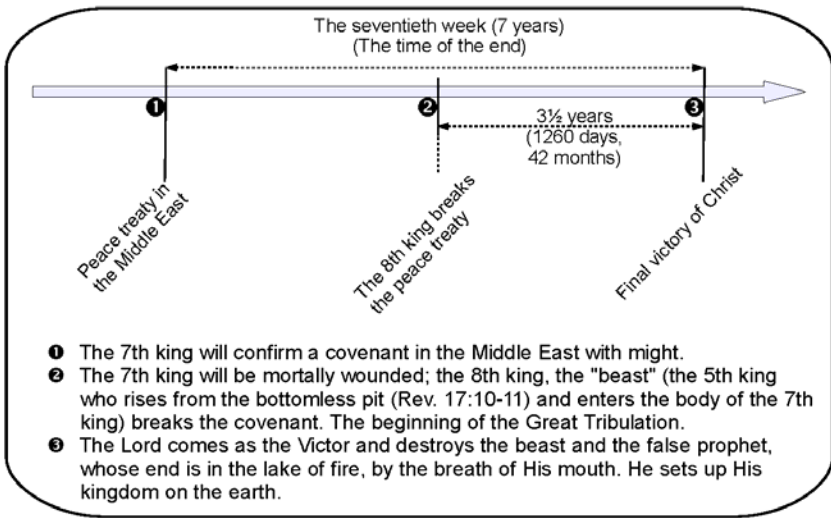 The seventieth week (7 years)
(The time of the end)
❶
❷
❸
3½ years
(1260 days,
42 months)
Peace treaty in
the Middle East
The 8th king breaks
the peace treaty
Final victory of Christ
❶ The 7th king will confirm a covenant in the Middle East with might.
❷ The 7th king will be mortally wounded; the 8th king, the "beast" (the 5th king
who rises from the bottomless pit (Rev. 17:10-11) and enters the body of the 7th
king) breaks the covenant. The beginning of the Great Tribulation.
❸ The Lord comes as the Victor and destroys the beast and the false prophet,
whose end is in the lake of fire, by the breath of His mouth. He sets up His
kingdom on the earth.